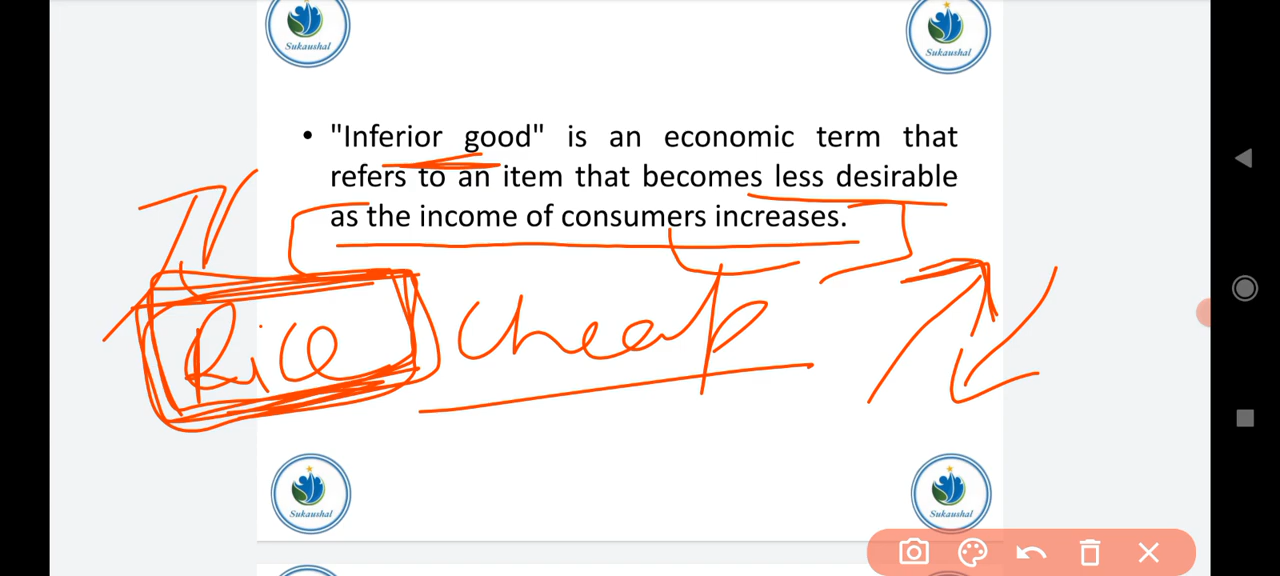 Sukaushal
Sukaushal
• "Inferior good" is an economic term that
refers to an item that becomes less desirable
as the income of consumers increases.
Rice cheap
Sukaushal
Sukaushal